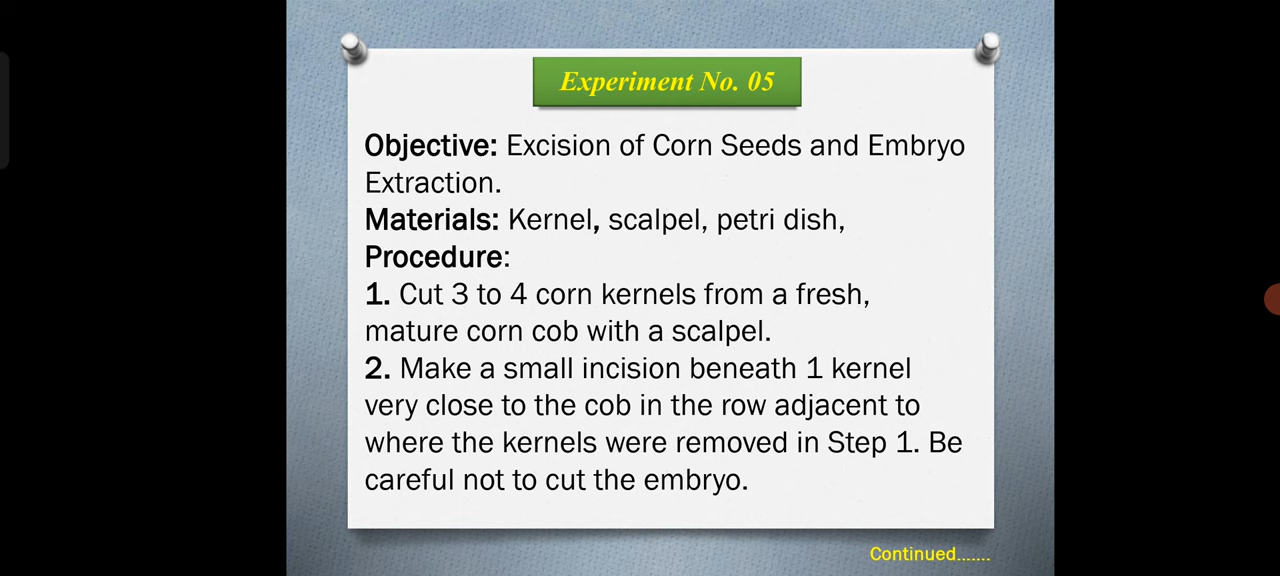 Experiment No. 05
Objective: Excision of Corn Seeds and Embryo
Extraction.
Materials: Kernel, scalpel, petri dish,
Procedure:
1. Cut 3 to 4 corn kernels from a fresh,
mature corn cob with a scalpel.
2. Make a small incision beneath 1 kernel
very close to the cob in the row adjacent to
where the kernels were removed in Step 1. Be
careful not to cut the embryo.
Continued.......